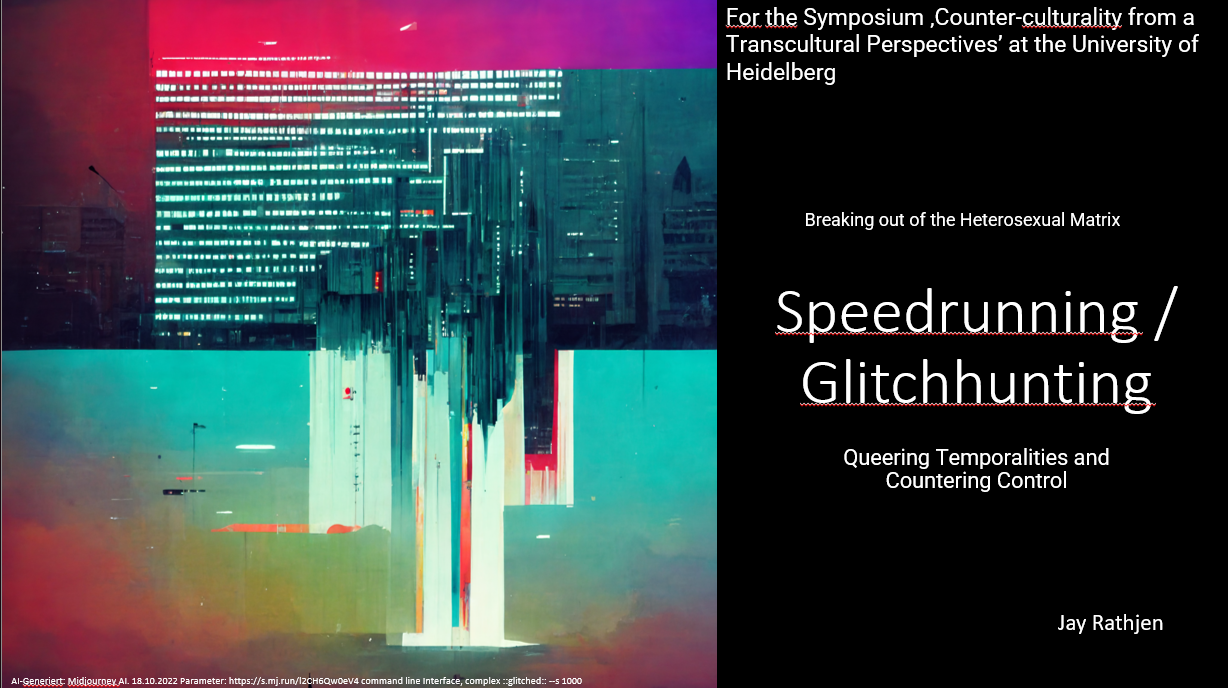 For the Symposium ‚Counter-culturality from a
Transcultural Perspectives’ at the University of
Heidelberg
Breaking out of the Heterosexual Matrix
Speedrunning /
Glitchhunting
Queering Temporalities and
Countering Control
Jay Rathjen
AI-Generiert: Midjourney AI. 18.10.2022 Parameter: https://s.mj.run/l2CH6Qw0eV4 command line Interface, complex ::glitched:: --s 1000